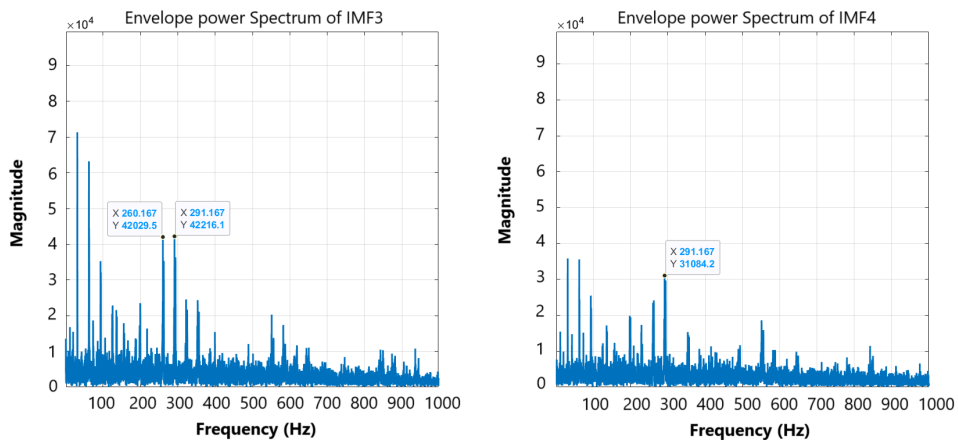 Envelope power Spectrum of IMF3
×10⁴
9
8
7
6
5
4
3
2
1
0
Magnitude
X 260.167
Y 42029.5
X 291.167
Y 42216.1
100 200 300 400 500 600 700 800 900 1000
Frequency (Hz)
Envelope power Spectrum of IMF4
×10⁴
9
8
7
6
5
4
3
2
1
0
Magnitude
X 291.167
Y 31084.2
100 200 300 400 500 600 700 800 900 1000
Frequency (Hz)